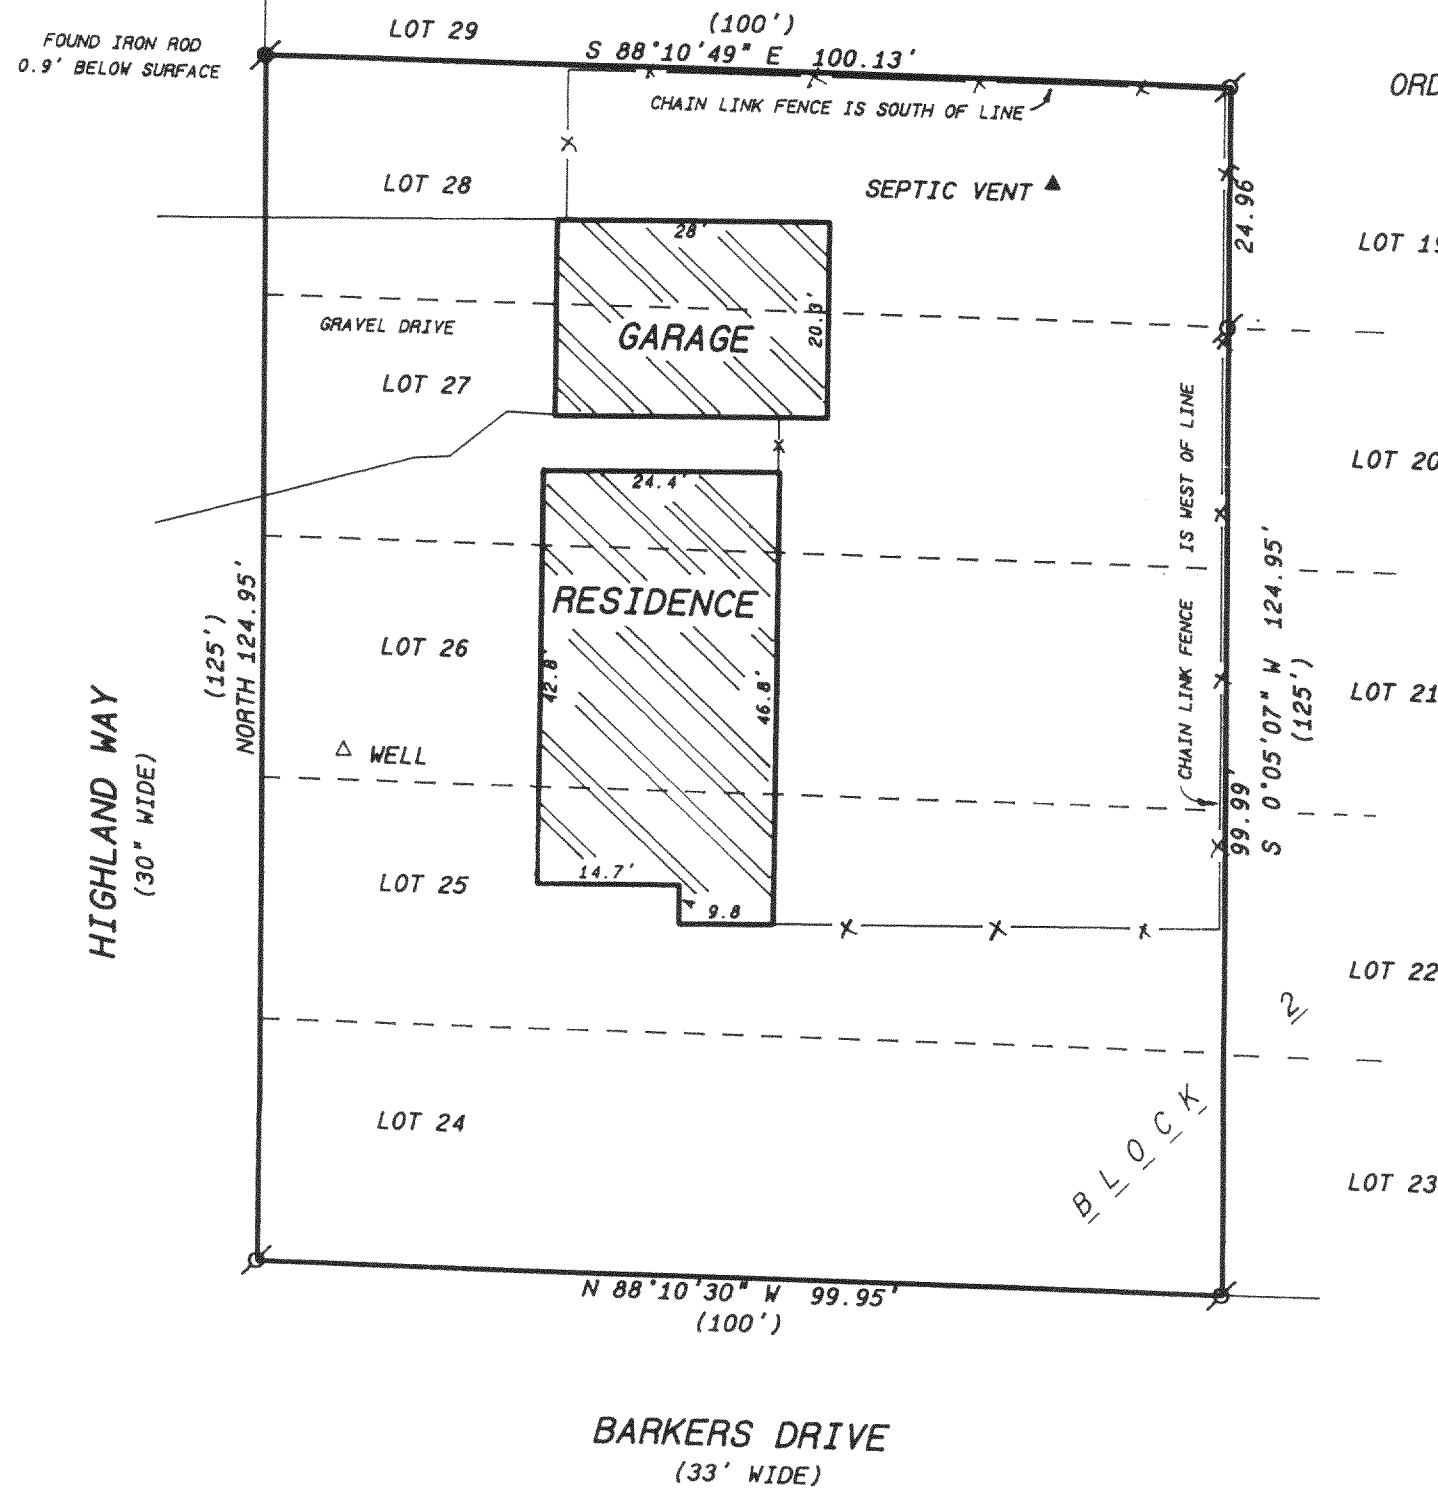 LOT 29
(100')
S 88°10'49" E 100.13'
FOUND IRON ROD
0.9' BELOW SURFACE
CHAIN LINK FENCE IS SOUTH OF LINE
LOT 28
SEPTIC VENT
24.96
28'
20.3'
GARAGE
GRAVEL DRIVE
LOT 27
LOT 20
24.4'
RESIDENCE
CHAIN LINK FENCE IS WEST OF LINE
(125')
NORTH 124.95'
LOT 26
42.8'
46.8'
WELL
HIGHLAND WAY
(30" WIDE)
LOT 21
99.99'
S 0°05'07" W 124.95'
(125')
LOT 25
14.7'
4'
9.8
LOT 22
BLOCK 2
LOT 24
LOT 23
N 88°10'30" W 99.95'
(100')
BARKERS DRIVE
(33' WIDE)